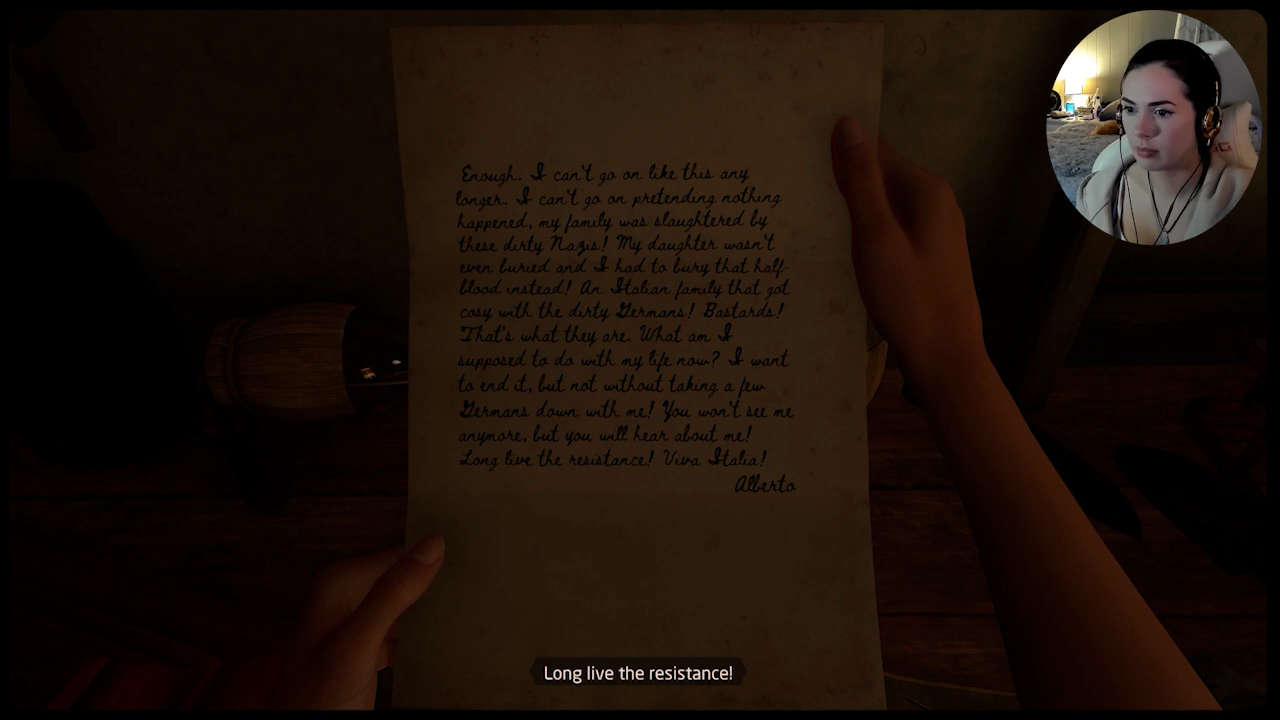 Enough. I can't go on like this any
longer. I can't go on pretending nothing
happened, my family was slaughtered by
these dirty Nazis! My daughter wasn't
even buried and I had to bury that half-
blood instead! An Italian family that got
cosy with the dirty Germans! Bastards!
That's what they are. What am I
supposed to do with my life now? I want
to end it, but not without taking a few
Germans down with me! You won't see me
anymore, but you will hear about me!
Long live the resistance! Viva Italia!
Alberto
Long live the resistance!